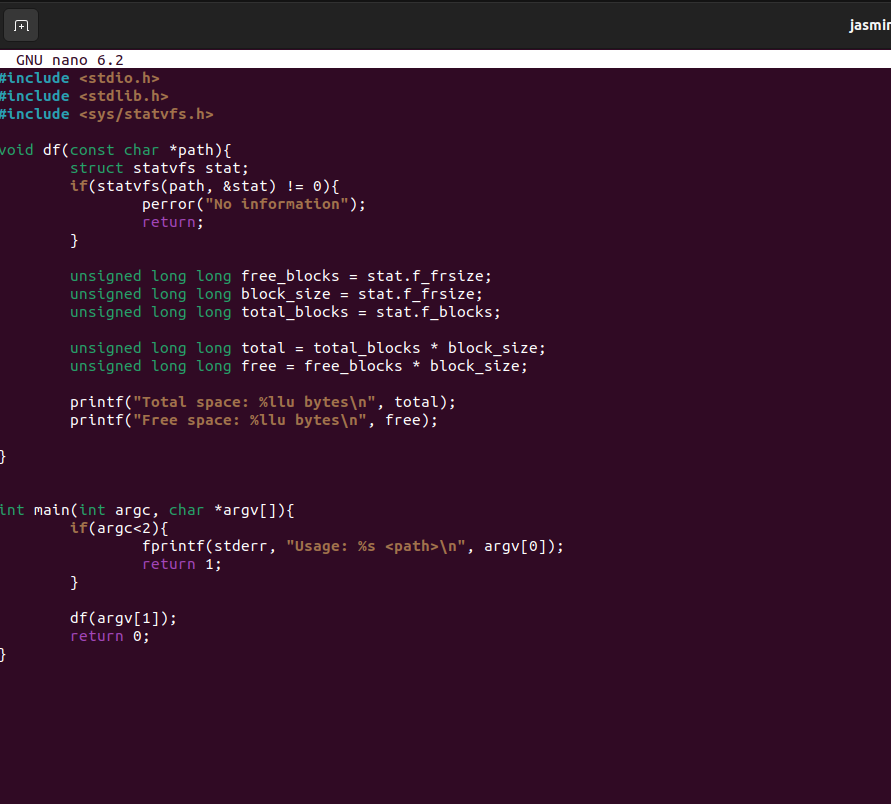 jasmin
GNU nano 6.2
#include <stdio.h>
#include <stdlib.h>
#include <sys/statvfs.h>
void df(const char *path){
struct statvfs stat;
if(statvfs(path, &stat) != 0){
perror("No information");
return;
}
unsigned long long free_blocks = stat.f_frsize;
unsigned long long block_size = stat.f_frsize;
unsigned long long total_blocks = stat.f_blocks;
unsigned long long total = total_blocks * block_size;
unsigned long long free = free_blocks * block_size;
printf("Total space: %llu bytes\n", total);
printf("Free space: %llu bytes\n", free);
}
int main(int argc, char *argv[]){
if(argc<2){
fprintf(stderr, "Usage: %s <path>\n", argv[0]);
return 1;
}
df(argv[1]);
return 0;
}